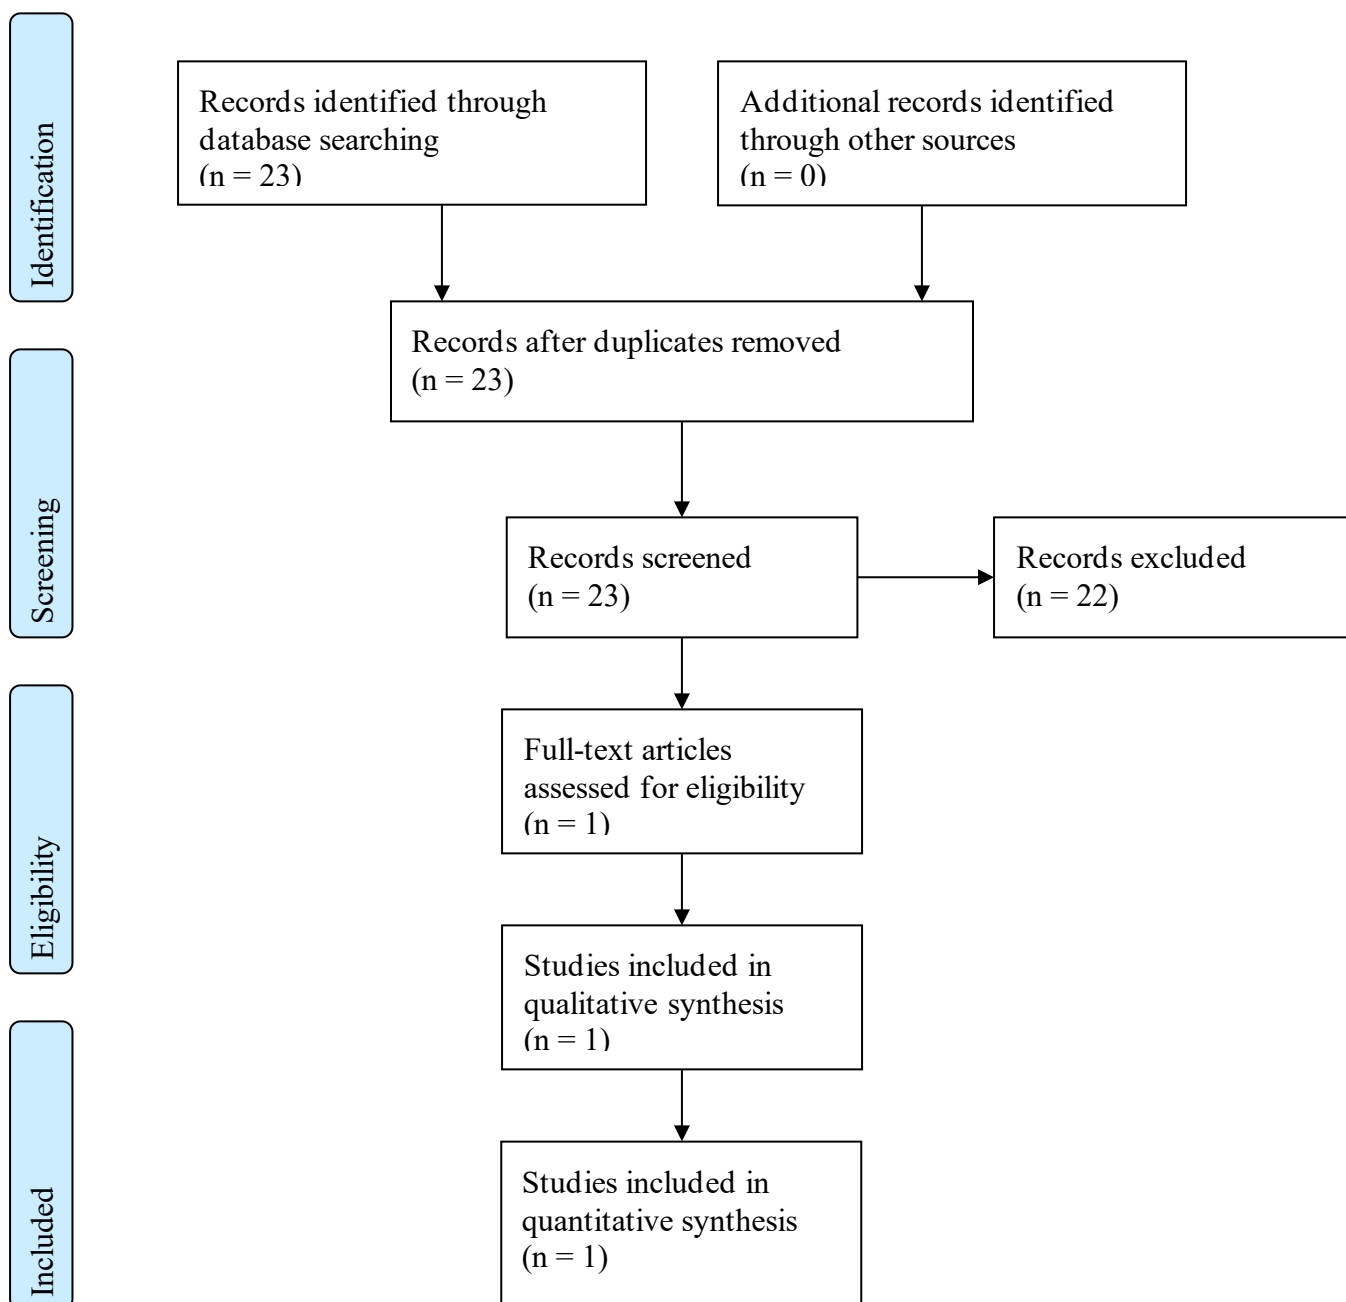 Identification
Records identified through
database searching
(n = 23)
Additional records identified
through other sources
(n = 0)
Records after duplicates removed
(n = 23)
Screening
Records screened
(n = 23)
Records excluded
(n = 22)
Eligibility
Full-text articles
assessed for eligibility
(n = 1)
Studies included in
qualitative synthesis
(n = 1)
Included
Studies included in
quantitative synthesis
(n = 1)